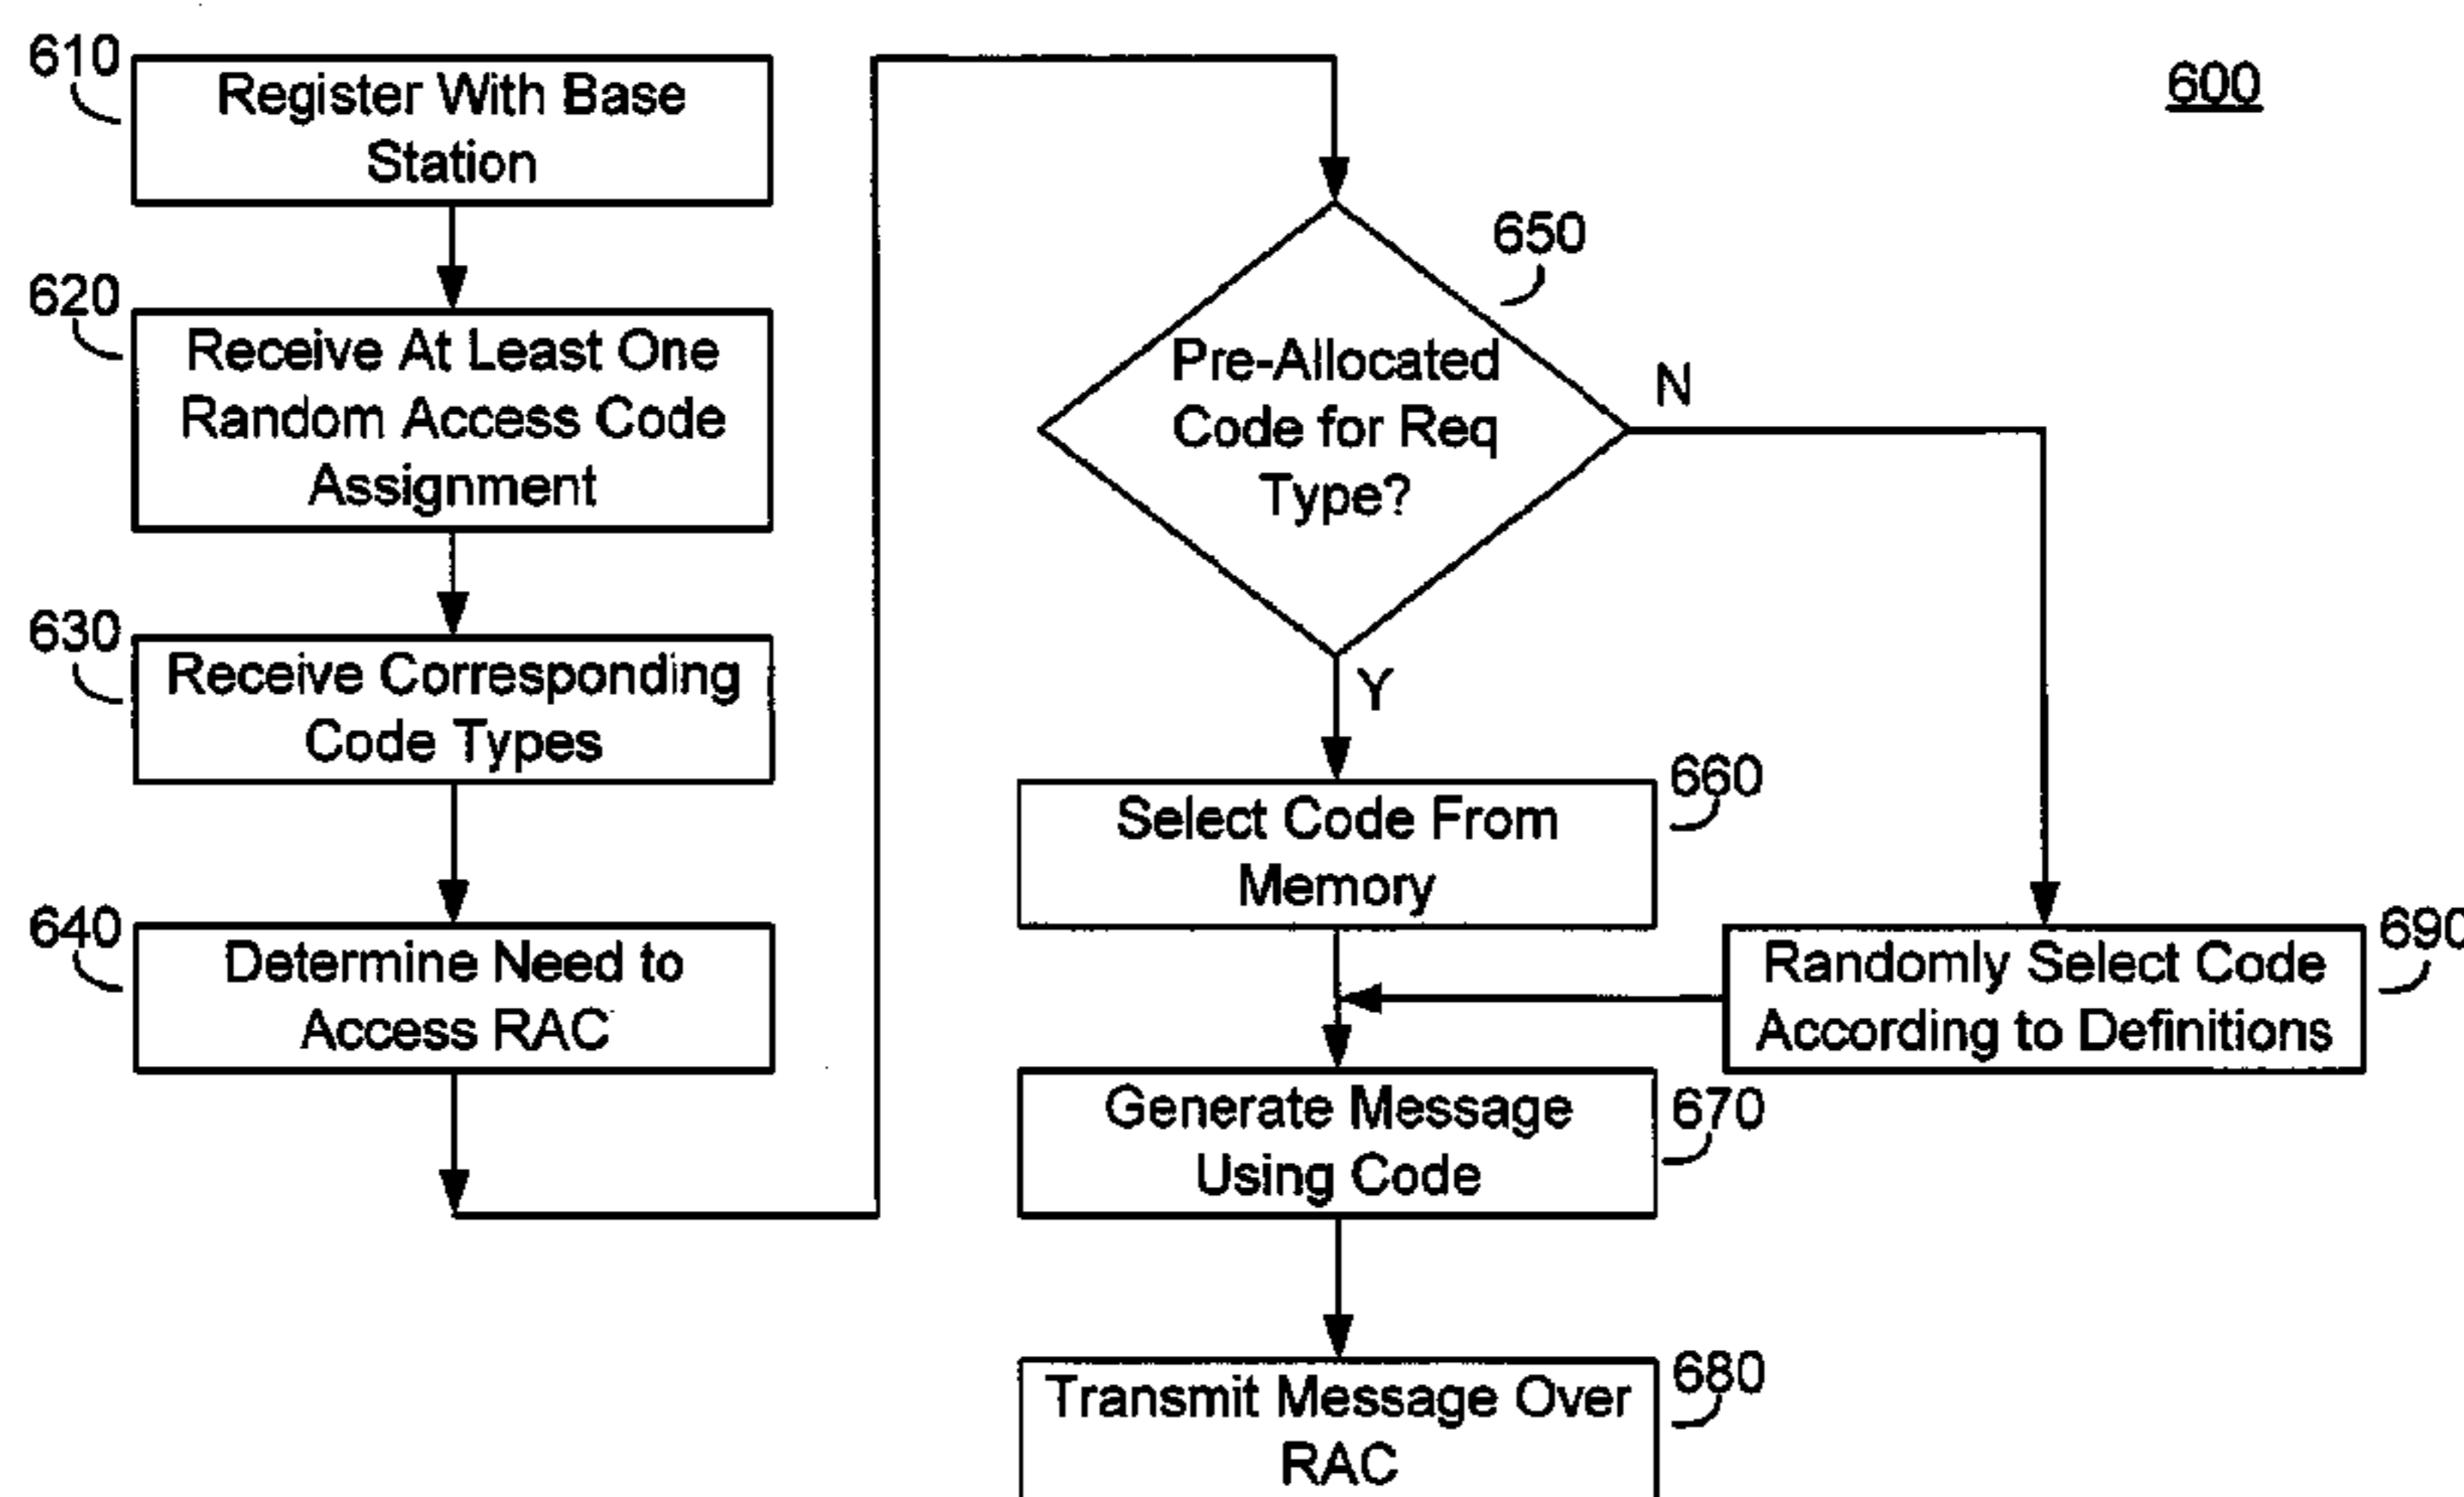 600
610
Register With Base
Station
620
Receive At Least One
Random Access Code
Assignment
630
Receive Corresponding
Code Types
640
Determine Need to
Access RAC
650
Pre-Allocated
Code for Req
Type?
N
Y
660
Select Code From
Memory
690
Randomly Select Code
According to Definitions
670
Generate Message
Using Code
680
Transmit Message Over
RAC